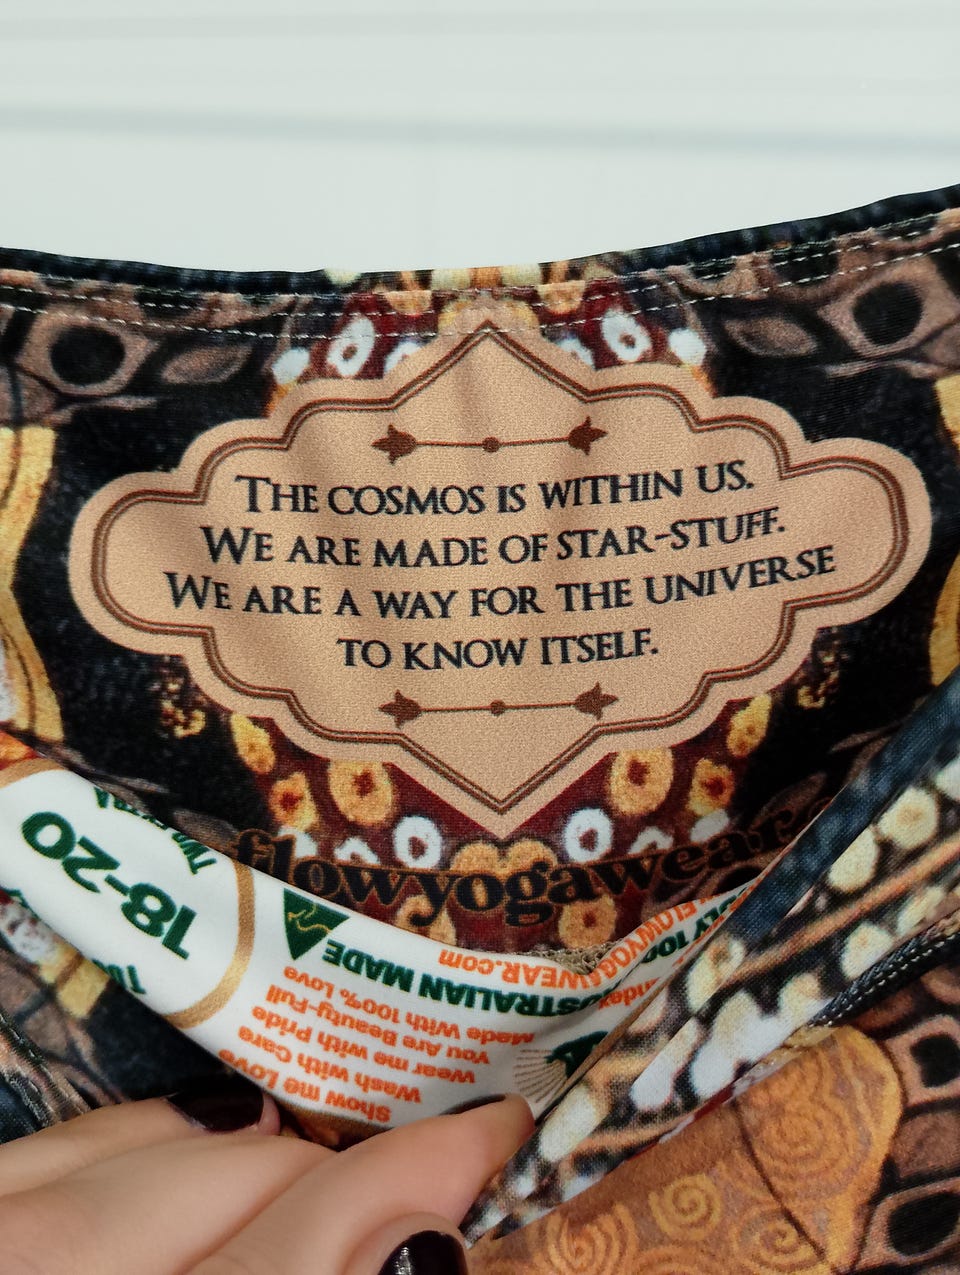 THE COSMOS IS WITHIN US.
WE ARE MADE OF STAR-STUFF.
WE ARE A WAY FOR THE UNIVERSE
TO KNOW ITSELF.
flowyogawear
18-20
AUSTRALIAN MADE
FLOWYOGAWEAR.com
Made With 100% Love
You Are Beauty-Full
Wear me with Pride
Wash with Care
Show me Love